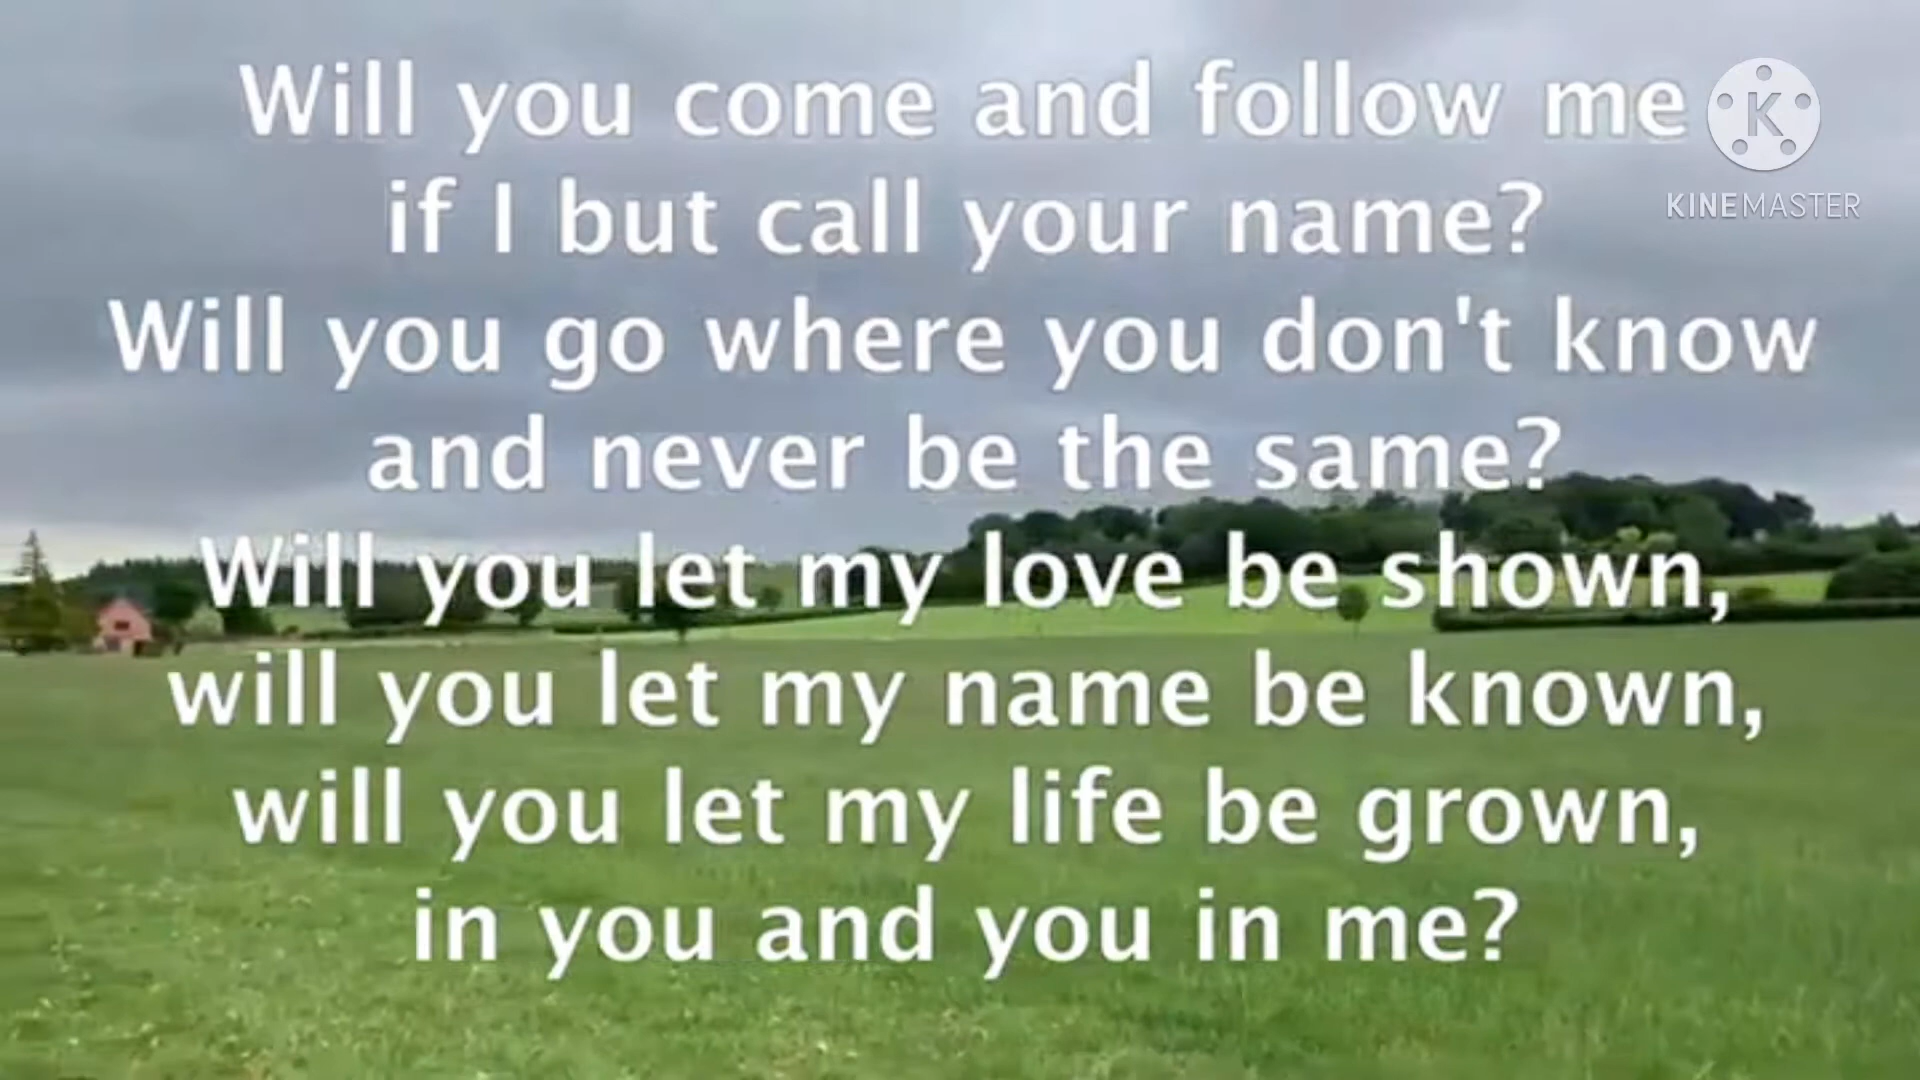 Will you come and follow me
if I but call your name?
Will you go where you don't know
and never be the same?
Will you let my love be shown,
will you let my name be known,
will you let my life be grown,
in you and you in me?
K
KINEMASTER